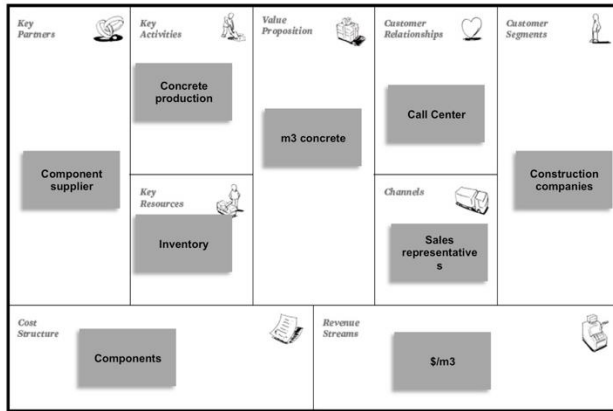 Key
Partners
Component
supplier
Key
Activities
Concrete
production
Key
Resources
Inventory
Value
Proposition
m3 concrete
Customer
Relationships
Call Center
Channels
Sales
representative
s
Customer
Segments
Construction
companies
Cost
Structure
Components
Revenue
Streams
$/m3